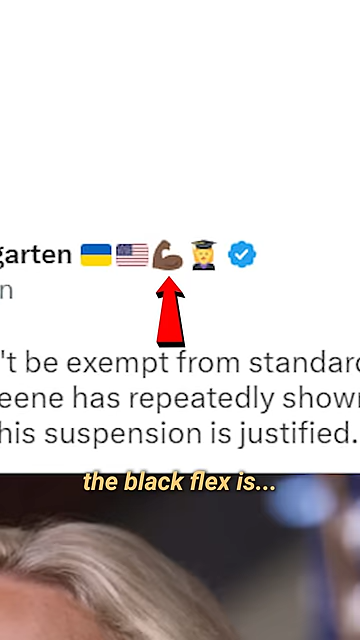 garten 🇺🇦🇺🇸💪🏿👩‍🎓
n
't be exempt from standard
eene has repeatedly shown
his suspension is justified.
the black flex is...